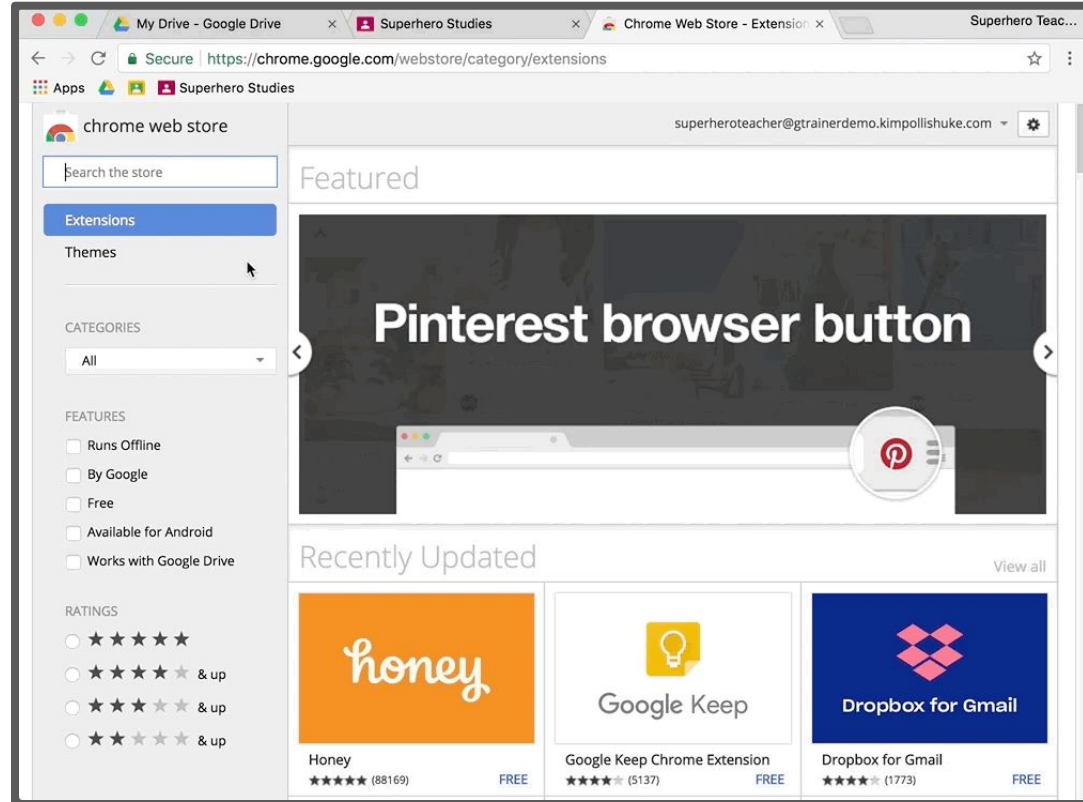 My Drive - Google Drive
Superhero Studies
Chrome Web Store - Extension
Superhero Teac...
Secure https://chrome.google.com/webstore/category/extensions
Apps
Superhero Studies
chrome web store
superheroteacher@gtrainerdemo.kimpollishuke.com
Search the store
Extensions
Themes
CATEGORIES
All
FEATURES
Runs Offline
By Google
Free
Available for Android
Works with Google Drive
RATINGS
& up
& up
& up
Featured
Pinterest browser button
Recently Updated
View all
honey
Google Keep
Dropbox for Gmail
Honey
(88169) FREE
Google Keep Chrome Extension
(5137) FREE
Dropbox for Gmail
(1773) FREE